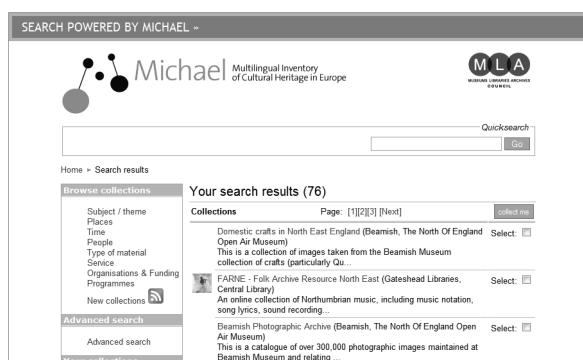 SEARCH POWERED BY MICHAEL »
Michael Multilingual Inventory
of Cultural Heritage in Europe
MLA
MUSEUMS LIBRARIES ARCHIVES
COUNCIL
Quicksearch
Go
Home ► Search results
Browse collections
Subject / theme
Places
Time
People
Type of material
Service
Organisations & Funding
Programmes
New collections
Advanced search
Advanced search
Your collections
Your search results (76)
Collections Page: [1][2][3] [Next] collect me
Domestic crafts in North East England (Beamish, The North Of England Select:
Open Air Museum)
This is a collection of images taken from the Beamish Museum
collection of crafts (particularly Qu...
FARNE - Folk Archive Resource North East (Gateshead Libraries, Select:
Central Library)
An online collection of Northumbrian music, including music notation,
song lyrics, sound recording...
Beamish Photographic Archive (Beamish, The North Of England Open Select:
Air Museum)
This is a catalogue of over 300,000 photographic images maintained at
Beamish Museum and relating ...